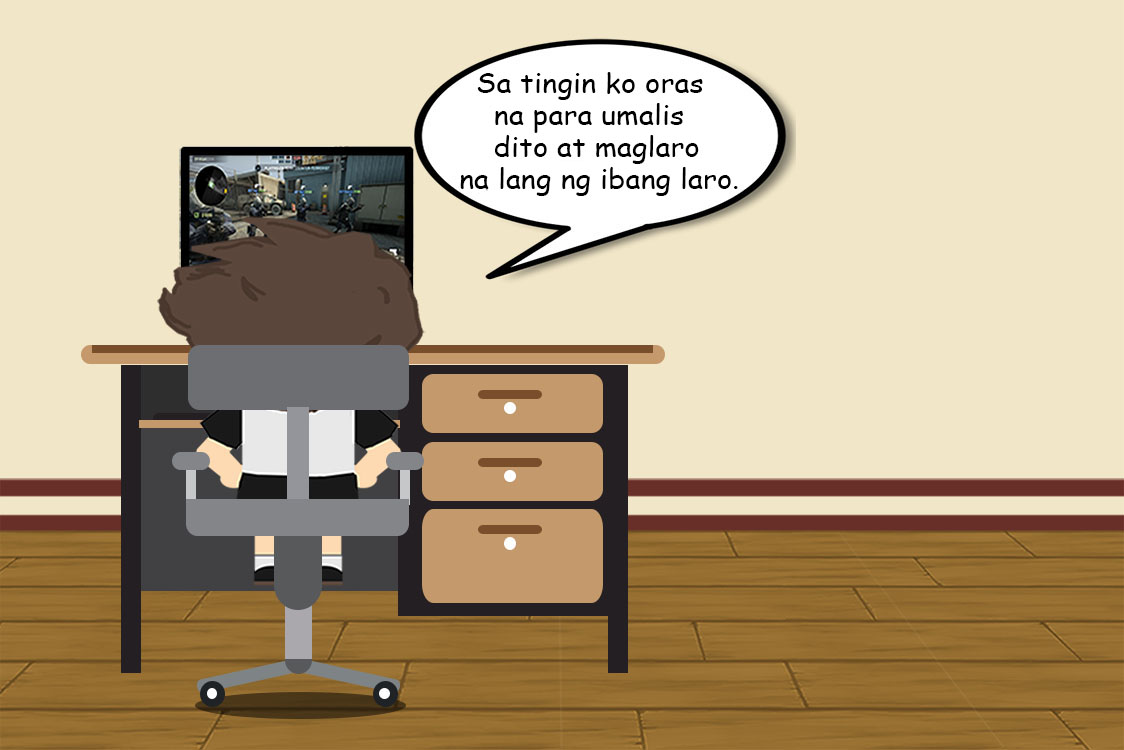 Sa tingin ko oras
na para umalis
dito at maglaro
na lang ng ibang laro.